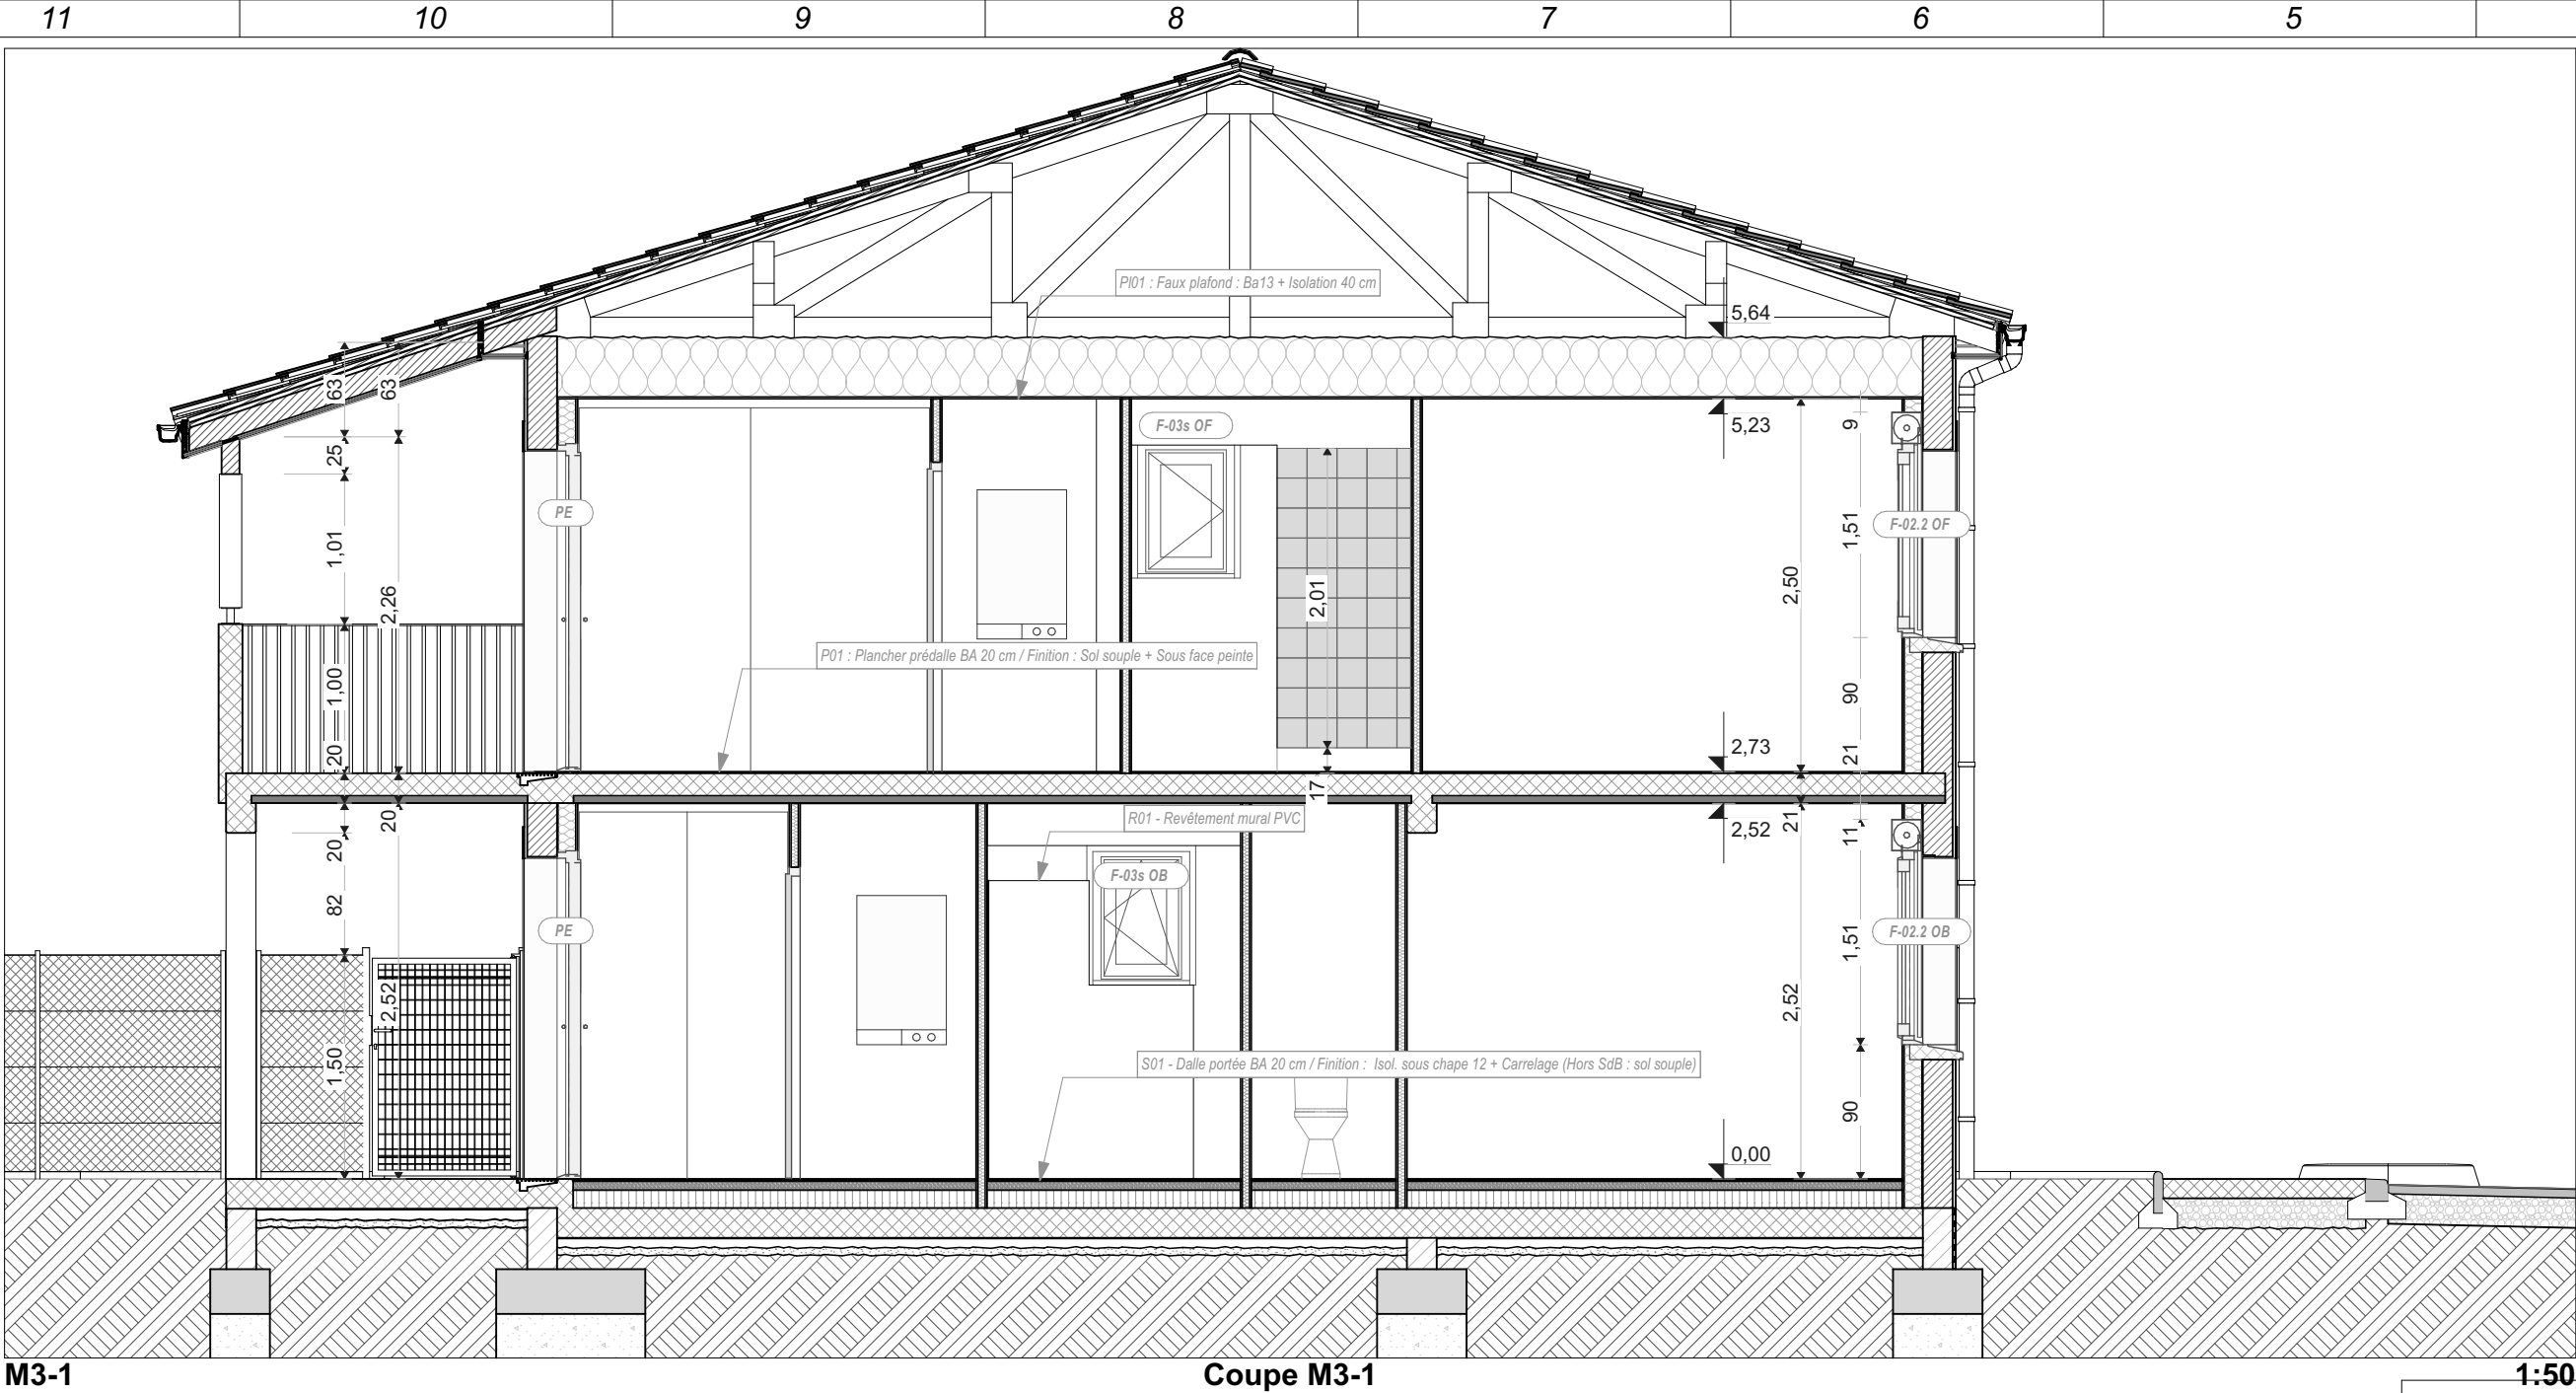 11 10 9 8 7 6 5
PI01 : Faux plafond : Ba13 + Isolation 40 cm
5,64
63 63
5,23
9
F-03s OF
25
PE
F-02.2 OF
1,51
1,01
2,50
2,26
2,01
P01 : Plancher prédalle BA 20 cm / Finition : Sol souple + Sous face peinte
1,00
90
2,73
20
21
17
R01 - Revêtement mural PVC
20
21
2,52
11
20
F-03s OB
82
PE
F-02.2 OB
1,51
2,52
2,52
1,50
S01 - Dalle portée BA 20 cm / Finition : Isol. sous chape 12 + Carrelage (Hors SdB : sol souple)
90
0,00
M3-1 Coupe M3-1 1:50